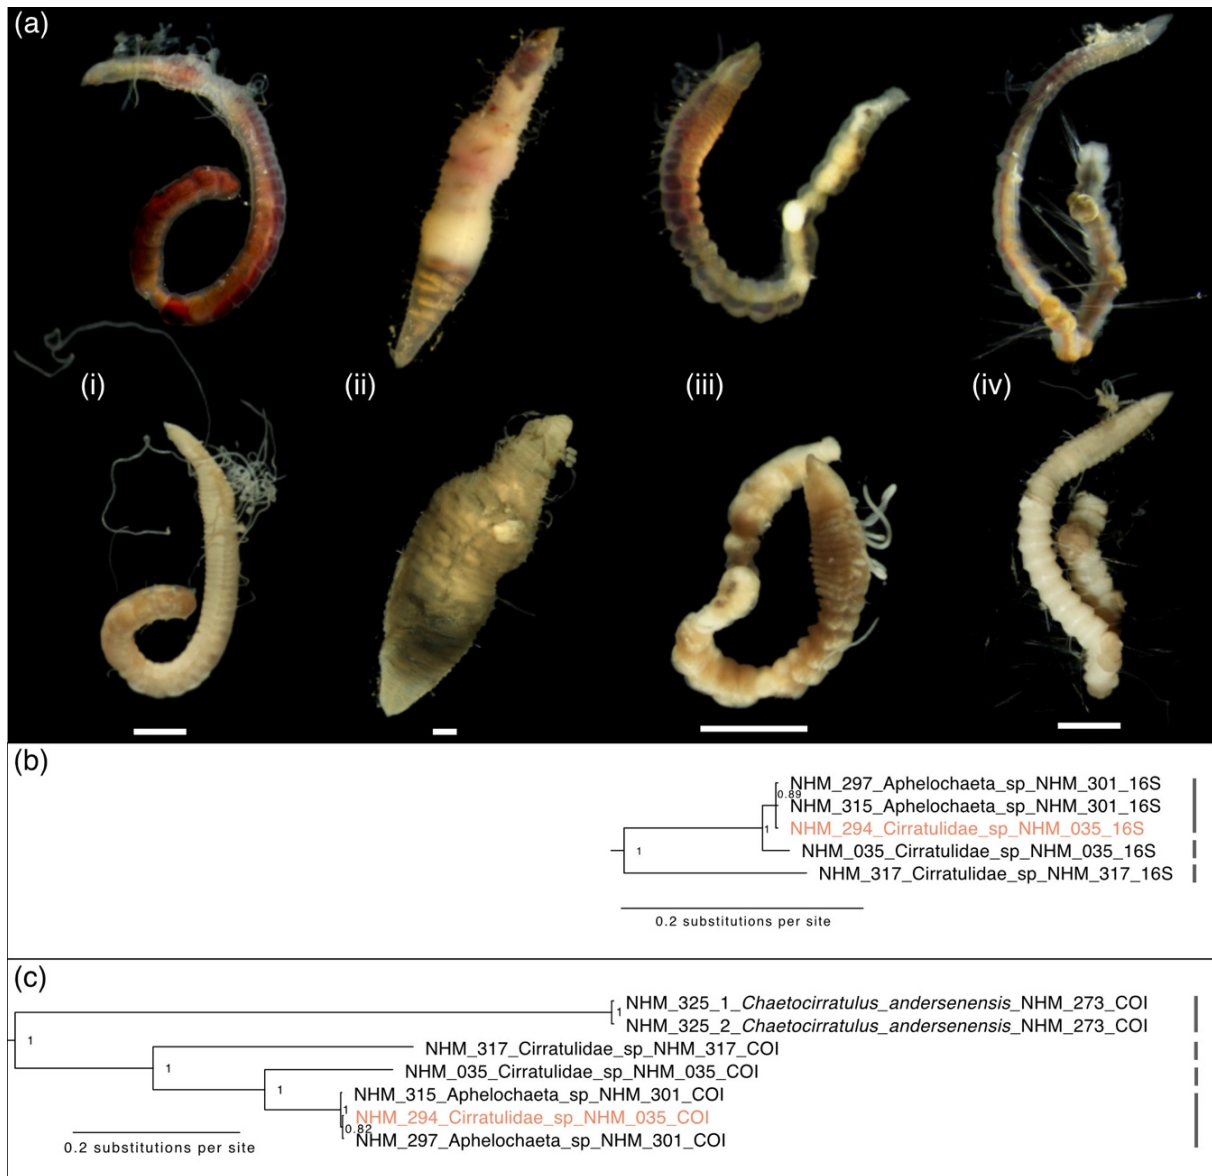 (a)
(i) (ii) (iii) (iv)
(b)
NHM_297_Aphelochaeta_sp_NHM_301_16S
0.89
NHM_315_Aphelochaeta_sp_NHM_301_16S
1 NHM_294_Cirratulidae_sp_NHM_035_16S
1 NHM_035_Cirratulidae_sp_NHM_035_16S
NHM_317_Cirratulidae_sp_NHM_317_16S
0.2 substitutions per site
(c)
NHM_325_1_Chaetocirratulus_andersenensis_NHM_273_COI
1
NHM_325_2_Chaetocirratulus_andersenensis_NHM_273_COI
1
NHM_317_Cirratulidae_sp_NHM_317_COI
1
NHM_035_Cirratulidae_sp_NHM_035_COI
1
NHM_315_Aphelochaeta_sp_NHM_301_COI
1
NHM_294_Cirratulidae_sp_NHM_035_COI
0.82
NHM_297_Aphelochaeta_sp_NHM_301_COI
0.2 substitutions per site